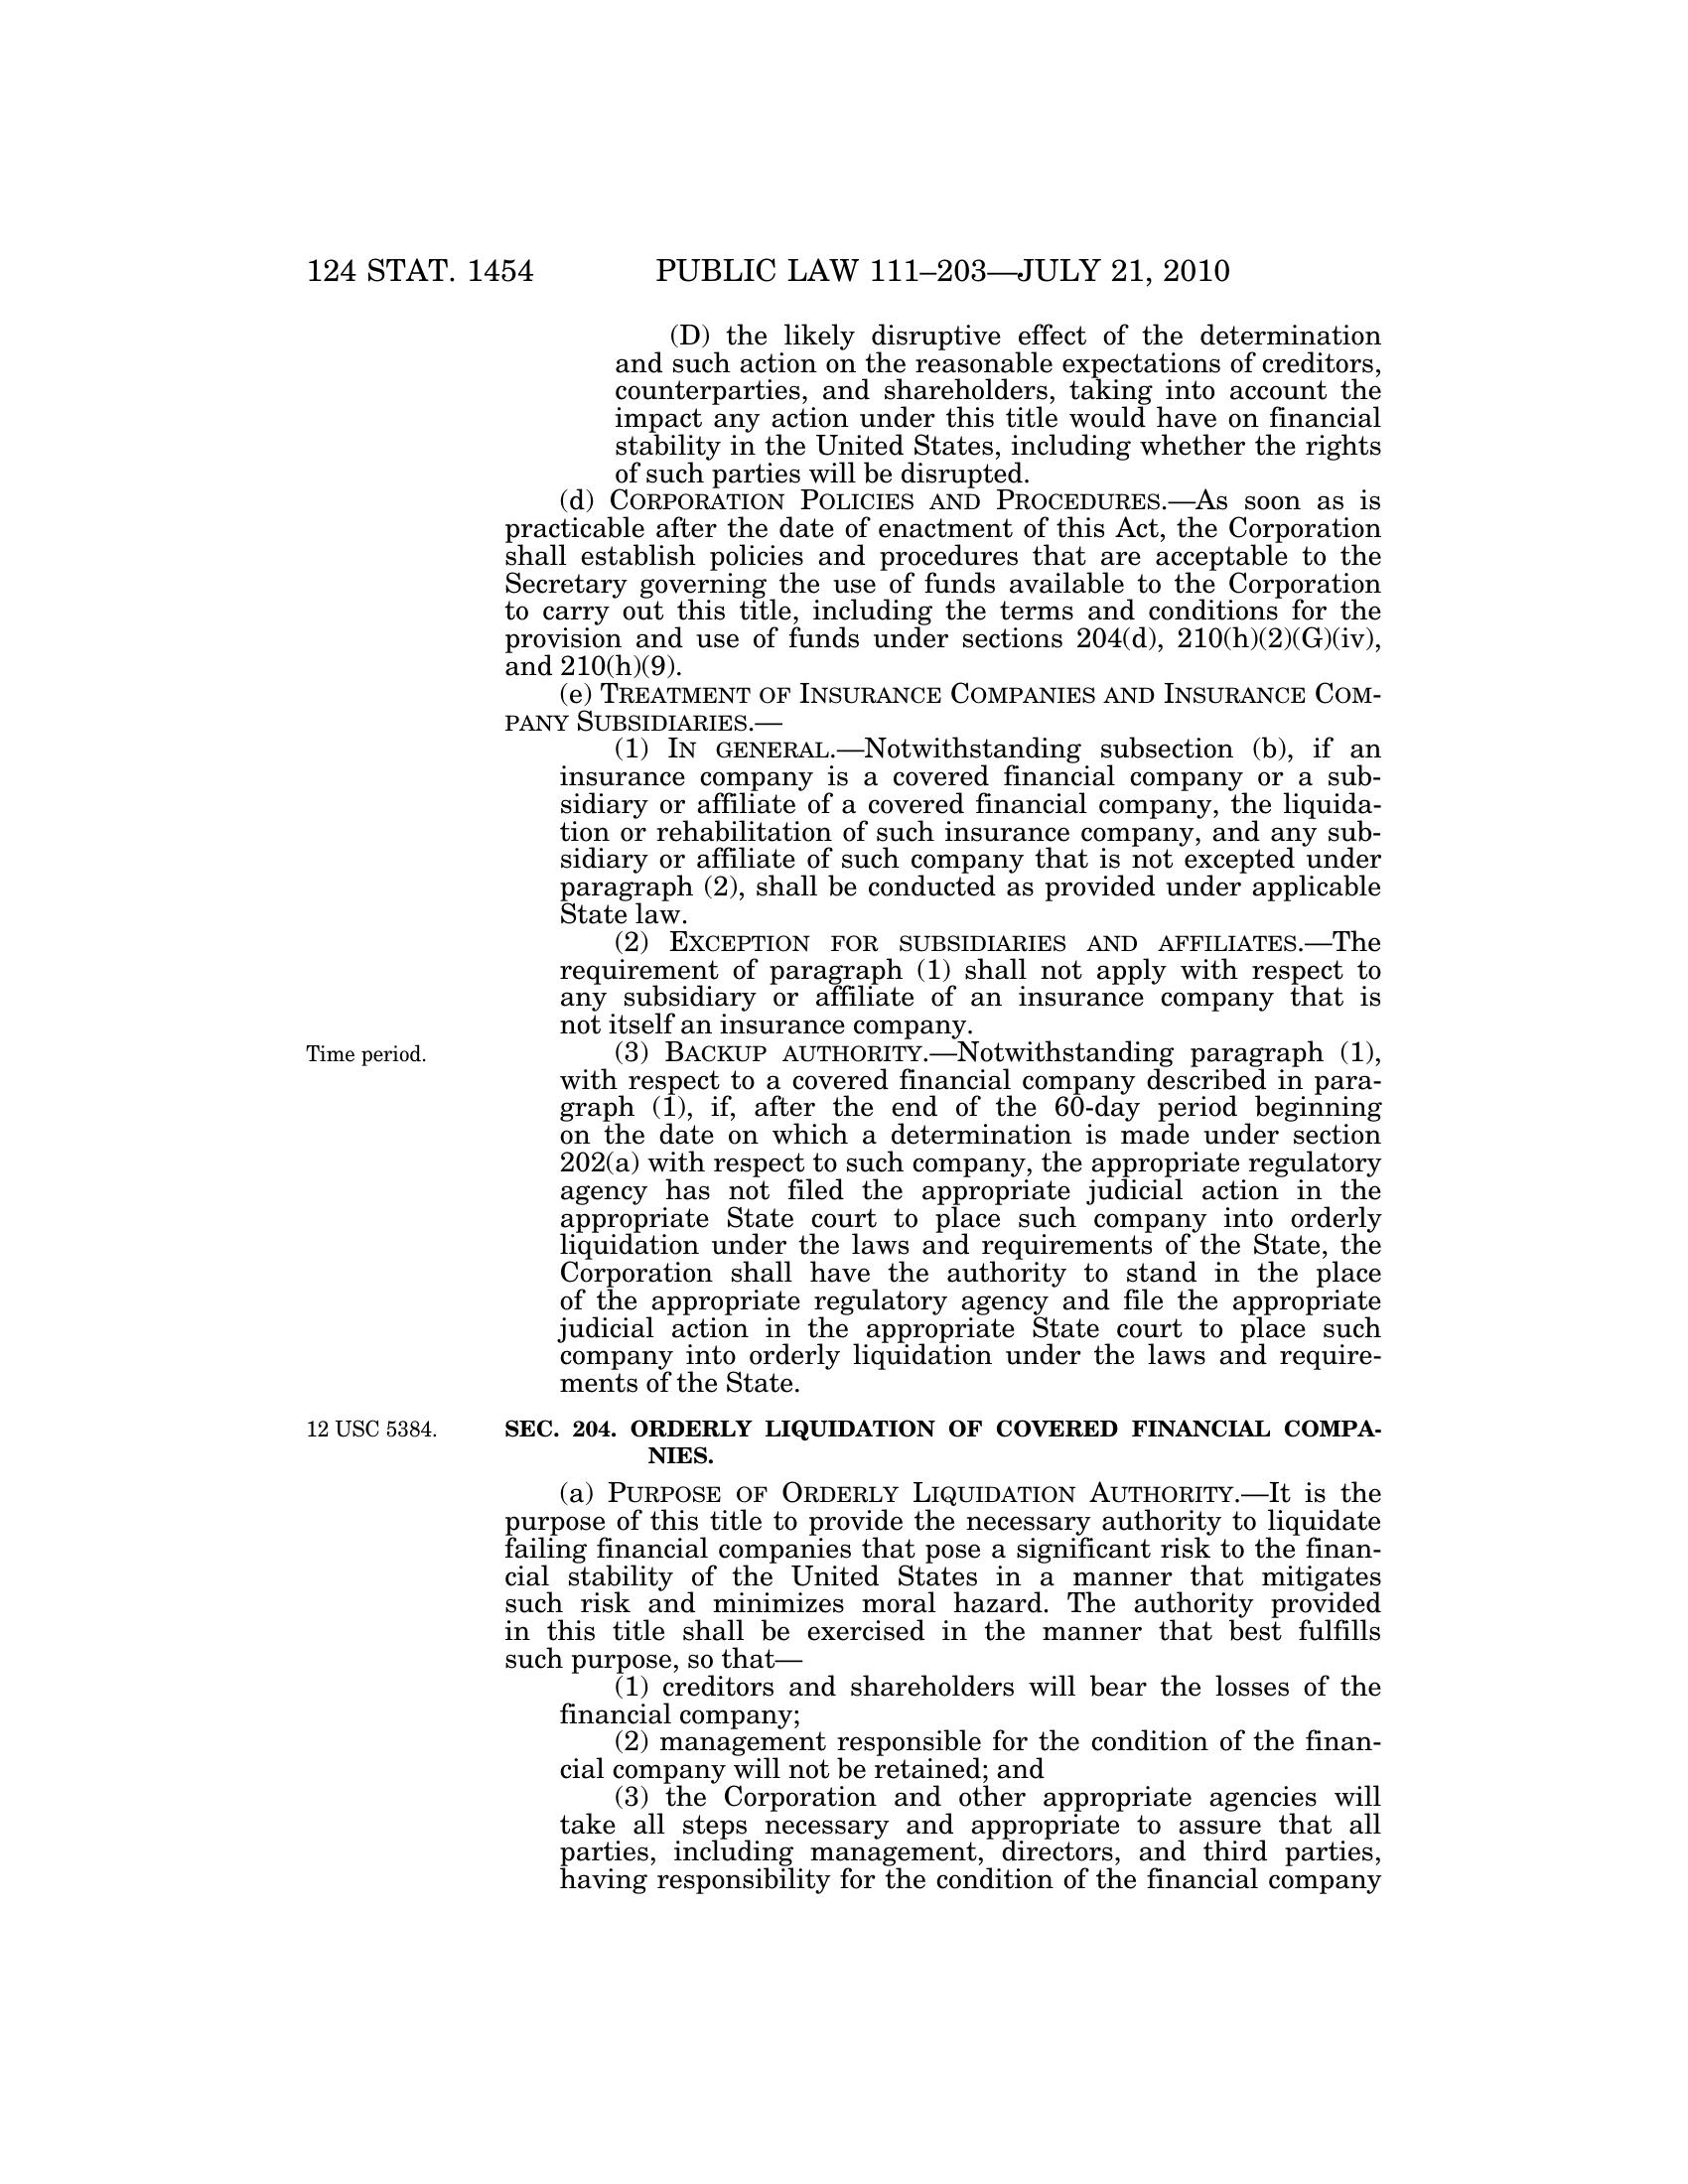 124 STAT. 1454 PUBLIC LAW 111–203—JULY 21, 2010
(D) the likely disruptive effect of the determination
and such action on the reasonable expectations of creditors,
counterparties, and shareholders, taking into account the
impact any action under this title would have on financial
stability in the United States, including whether the rights
of such parties will be disrupted.
(d) CORPORATION POLICIES AND PROCEDURES.—As soon as is
practicable after the date of enactment of this Act, the Corporation
shall establish policies and procedures that are acceptable to the
Secretary governing the use of funds available to the Corporation
to carry out this title, including the terms and conditions for the
provision and use of funds under sections 204(d), 210(h)(2)(G)(iv),
and 210(h)(9).
(e) TREATMENT OF INSURANCE COMPANIES AND INSURANCE COM-
PANY SUBSIDIARIES.—
(1) IN GENERAL.—Notwithstanding subsection (b), if an
insurance company is a covered financial company or a sub-
sidiary or affiliate of a covered financial company, the liquida-
tion or rehabilitation of such insurance company, and any sub-
sidiary or affiliate of such company that is not excepted under
paragraph (2), shall be conducted as provided under applicable
State law.
(2) EXCEPTION FOR SUBSIDIARIES AND AFFILIATES.—The
requirement of paragraph (1) shall not apply with respect to
any subsidiary or affiliate of an insurance company that is
not itself an insurance company.
Time period.
(3) BACKUP AUTHORITY.—Notwithstanding paragraph (1),
with respect to a covered financial company described in para-
graph (1), if, after the end of the 60-day period beginning
on the date on which a determination is made under section
202(a) with respect to such company, the appropriate regulatory
agency has not filed the appropriate judicial action in the
appropriate State court to place such company into orderly
liquidation under the laws and requirements of the State, the
Corporation shall have the authority to stand in the place
of the appropriate regulatory agency and file the appropriate
judicial action in the appropriate State court to place such
company into orderly liquidation under the laws and require-
ments of the State.
12 USC 5384.
SEC. 204. ORDERLY LIQUIDATION OF COVERED FINANCIAL COMPA-
NIES.
(a) PURPOSE OF ORDERLY LIQUIDATION AUTHORITY.—It is the
purpose of this title to provide the necessary authority to liquidate
failing financial companies that pose a significant risk to the finan-
cial stability of the United States in a manner that mitigates
such risk and minimizes moral hazard. The authority provided
in this title shall be exercised in the manner that best fulfills
such purpose, so that—
(1) creditors and shareholders will bear the losses of the
financial company;
(2) management responsible for the condition of the finan-
cial company will not be retained; and
(3) the Corporation and other appropriate agencies will
take all steps necessary and appropriate to assure that all
parties, including management, directors, and third parties,
having responsibility for the condition of the financial company